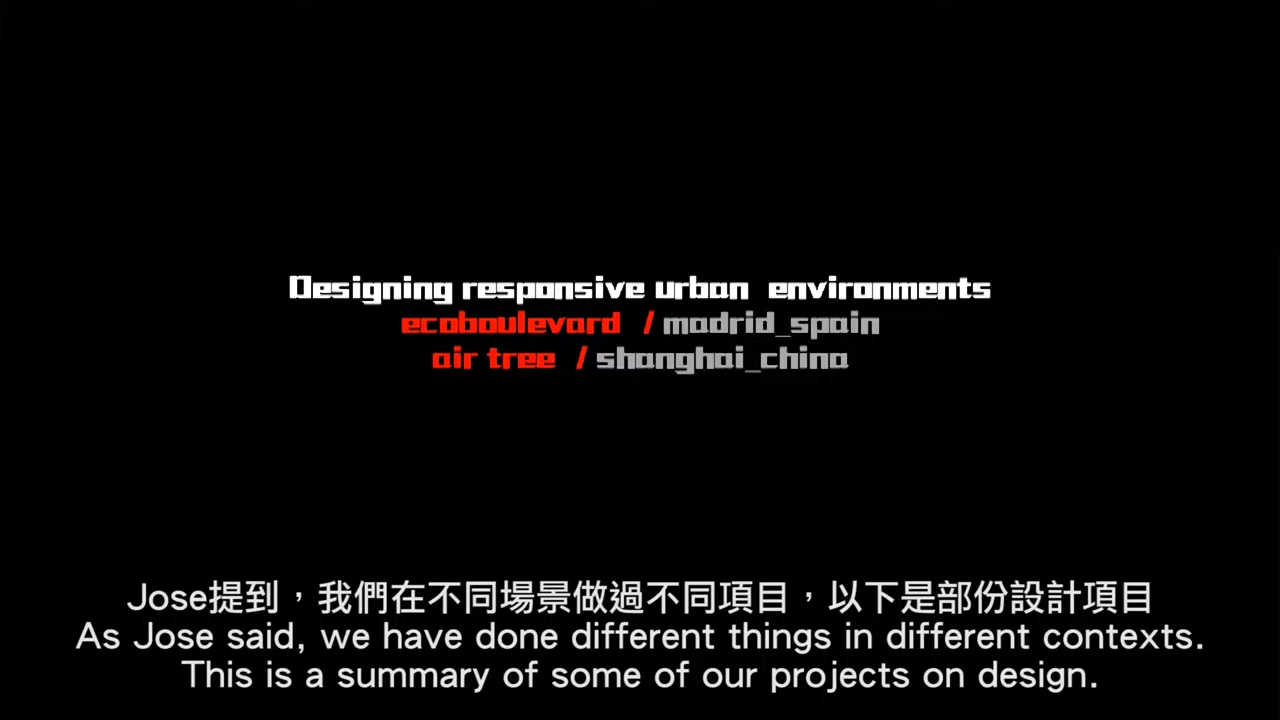 Designing responsive urban environments
ecoboulevard / madrid_spain
air tree / shanghai_china
Jose提到，我們在不同場景做過不同項目，以下是部份設計項目
As Jose said, we have done different things in different contexts.
This is a summary of some of our projects on design.